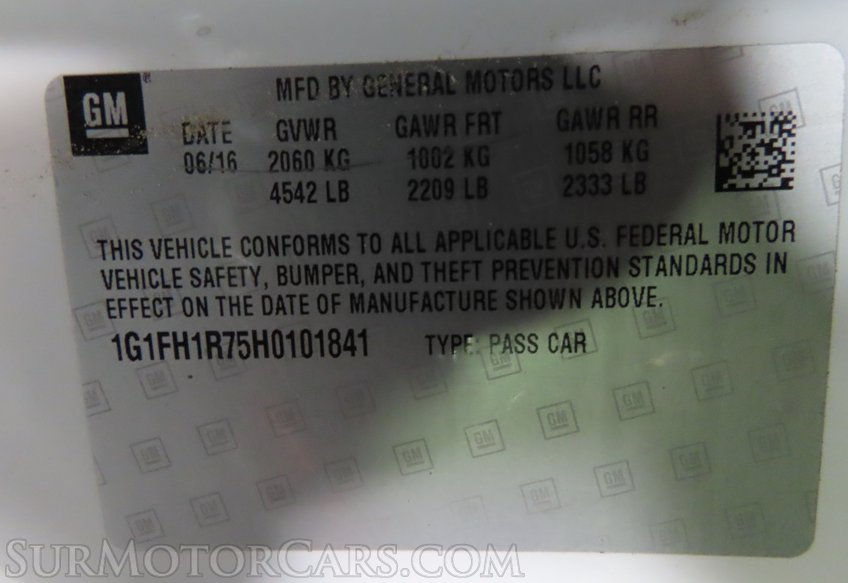 GM ®
MFD BY GENERAL MOTORS LLC
DATE GVWR GAWR FRT GAWR RR
06/16 2060 KG 1002 KG 1058 KG
4542 LB 2209 LB 2333 LB
THIS VEHICLE CONFORMS TO ALL APPLICABLE U.S. FEDERAL MOTOR
VEHICLE SAFETY, BUMPER, AND THEFT PREVENTION STANDARDS IN
EFFECT ON THE DATE OF MANUFACTURE SHOWN ABOVE.
1G1FH1R75H0101841 TYPE: PASS CAR
SurMotorCars.com